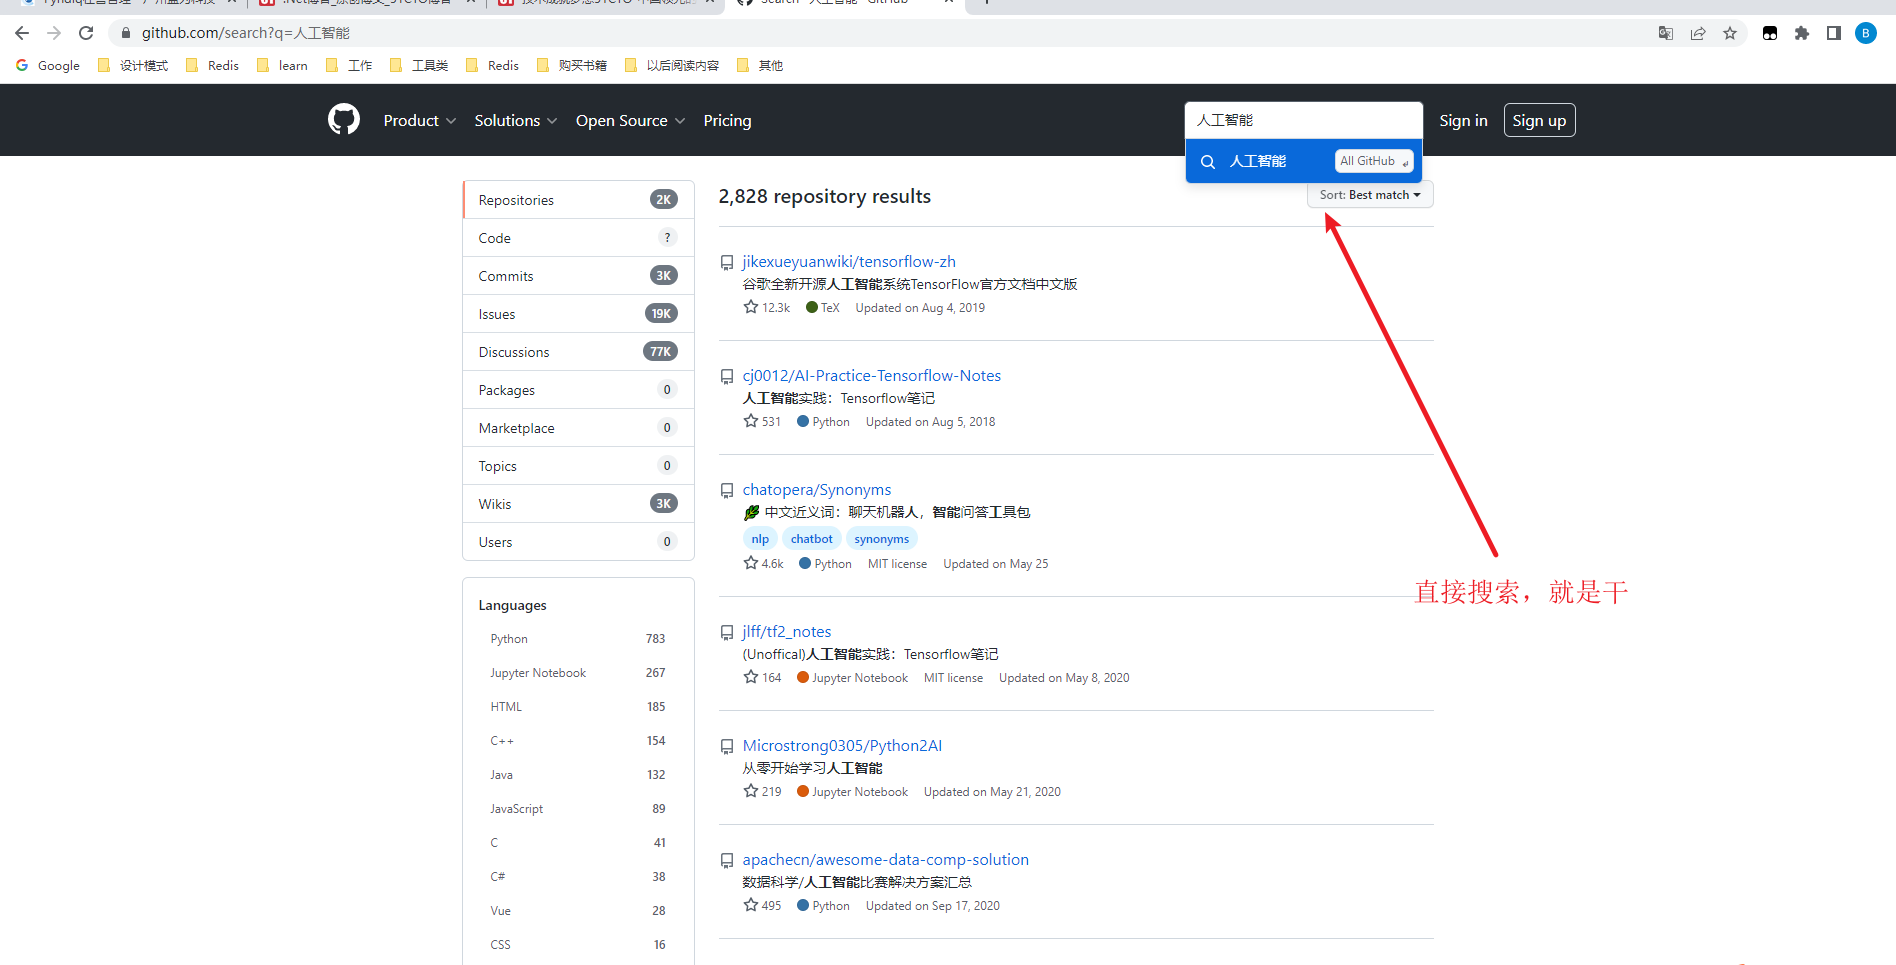 github.com/search?q=人工智能
B
Google 设计模式 Redis learn 工作 工具类 Redis 购买书籍 以后阅读内容 其他
Product Solutions Open Source Pricing
人工智能
Sign in Sign up
人工智能 All GitHub
2,828 repository results
Sort: Best match
Repositories 2K
Code ?
Commits 3K
Issues 19K
Discussions 77K
Packages 0
Marketplace 0
Topics 0
Wikis 3K
Users 0
Languages
Python 783
Jupyter Notebook 267
HTML 185
C++ 154
Java 132
JavaScript 89
C 41
C# 38
Vue 28
CSS 16
jikexueyuanwiki/tensorflow-zh
谷歌全新开源人工智能系统TensorFlow官方文档中文版
12.3k TeX Updated on Aug 4, 2019
cj0012/AI-Practice-Tensorflow-Notes
人工智能实践：Tensorflow笔记
531 Python Updated on Aug 5, 2018
chatopera/Synonyms
中文近义词：聊天机器人，智能问答工具包
nlp chatbot synonyms
4.6k Python MIT license Updated on May 25
jlff/tf2_notes
(Unoffical)人工智能实践：Tensorflow笔记
164 Jupyter Notebook MIT license Updated on May 8, 2020
Microstrong0305/Python2AI
从零开始学习人工智能
219 Jupyter Notebook Updated on May 21, 2020
apachecn/awesome-data-comp-solution
数据科学/人工智能比赛解决方案汇总
495 Python Updated on Sep 17, 2020
直接搜索，就是干